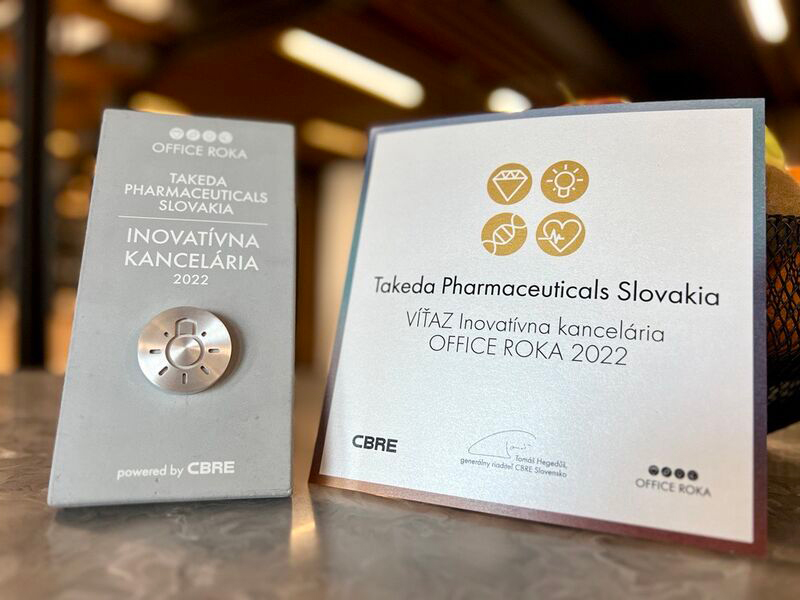 OFFICE ROKA
TAKEDA
PHARMACEUTICALS
SLOVAKIA
INOVATÍVNA
KANCELÁRIA
2022
powered by CBRE
Takeda Pharmaceuticals Slovakia
VÍŤAZ Inovatívna kancelária
OFFICE ROKA 2022
CBRE
Tomáš Hegedüš,
generálny riaditeľ CBRE Slovensko
OFFICE ROKA